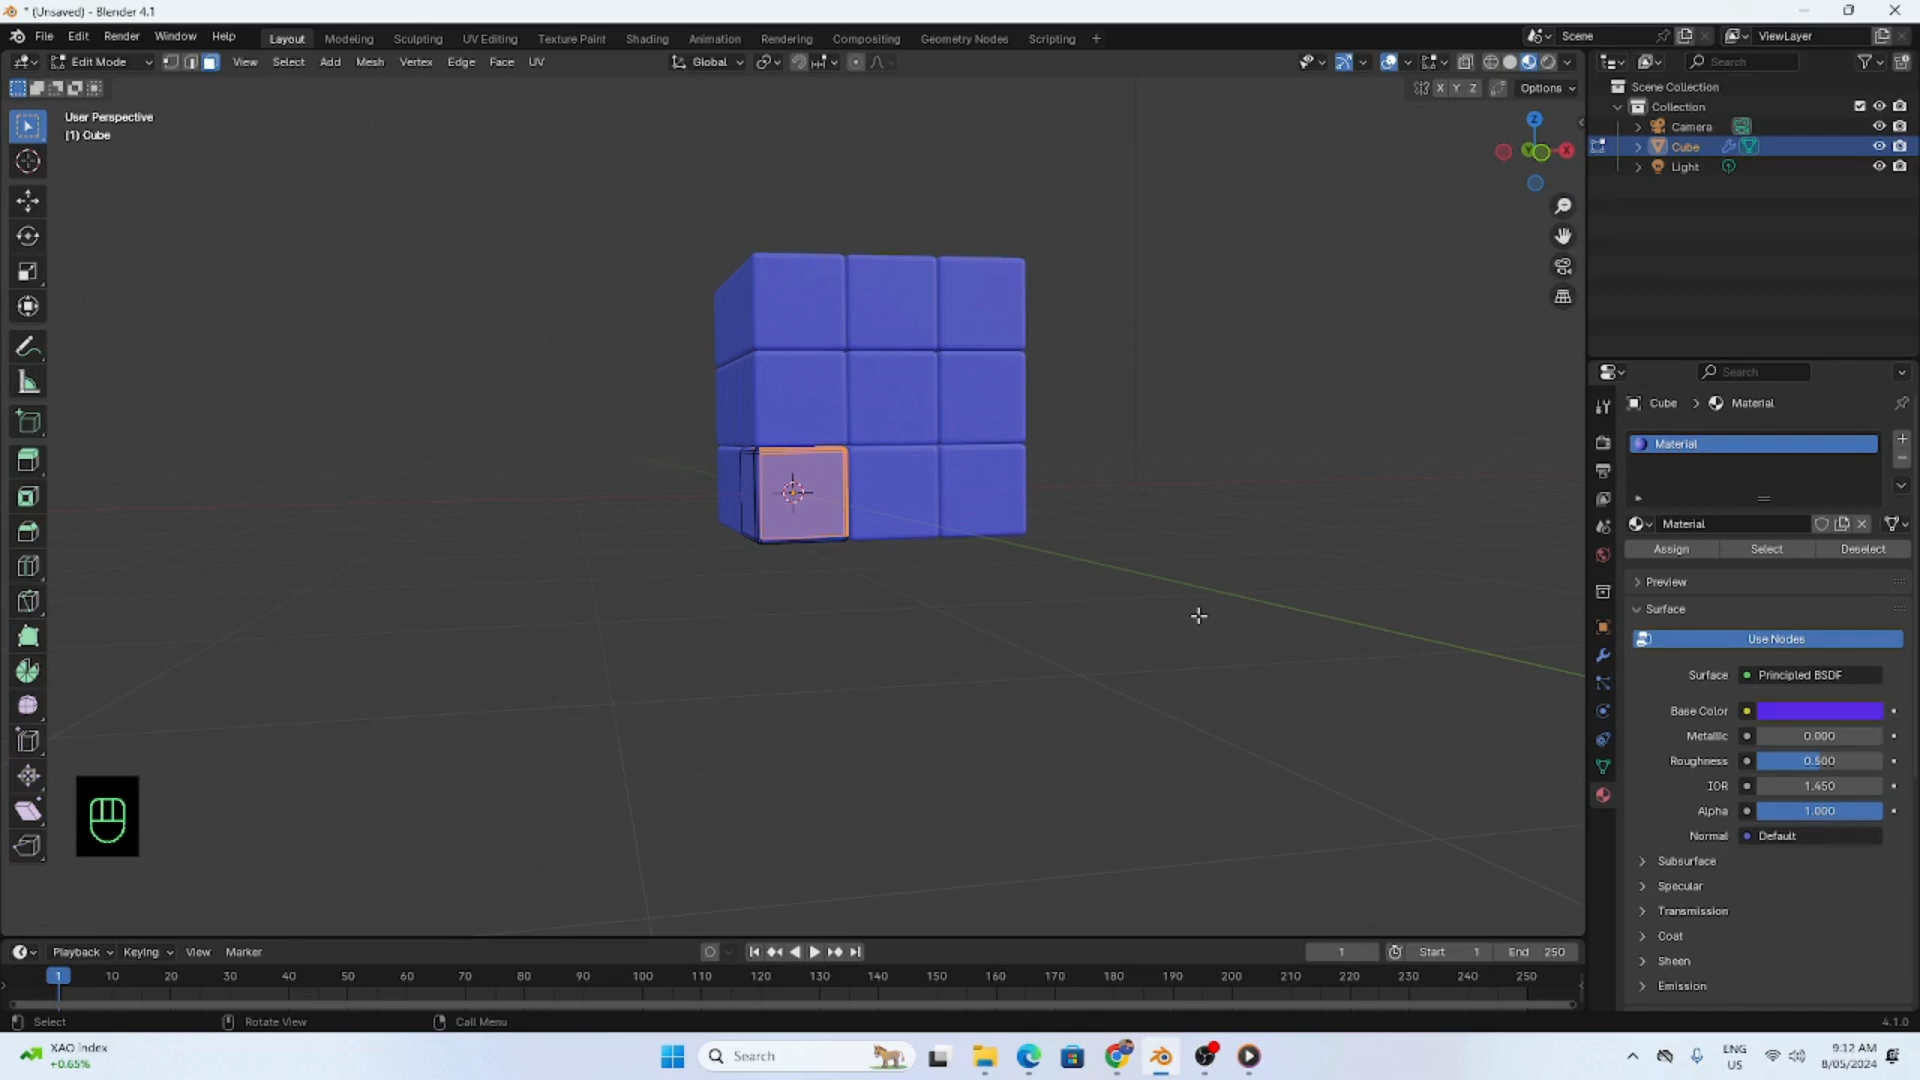 * (Unsaved) - Blender 4.1
File Edit Render Window Help
Layout Modeling Sculpting UV Editing Texture Paint Shading Animation Rendering Compositing Geometry Nodes Scripting +
Scene
ViewLayer
Edit Mode View Select Add Mesh Vertex Edge Face UV
Global
Search
X Y Z Options
User Perspective
(1) Cube
Z
Y
X
Scene Collection
Collection
Camera
Cube
Light
Search
Cube > Material
Material
Material
Assign Select Deselect
Preview
Surface
Use Nodes
Surface Principled BSDF
Base Color
Metallic 0.000
Roughness 0.500
IOR 1.450
Alpha 1.000
Normal Default
Subsurface
Specular
Transmission
Coat
Sheen
Emission
Playback Keying View Marker
1 Start 1 End 250
1 10 20 30 40 50 60 70 80 90 100 110 120 130 140 150 160 170 180 190 200 210 220 230 240 250
Select Rotate View Call Menu
4.1.0
XAO index
+0.65%
Search
ENG
US
9:12 AM
8/05/2024